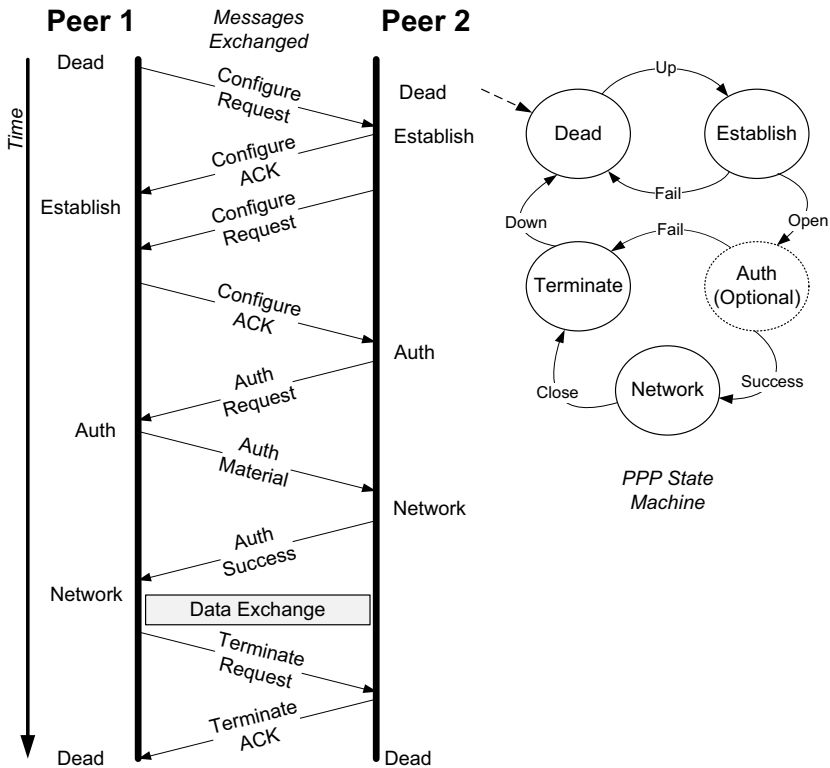 Peer 1
Messages
Exchanged
Peer 2
Time
Dead
Configure
Request
Dead
Establish
Configure
ACK
Establish
Configure
Request
Configure
ACK
Auth
Auth
Request
Auth
Auth
Material
Network
Auth
Success
Network
Data Exchange
Terminate
Request
Terminate
ACK
Dead
Dead
Up
Dead
Establish
Fail
Down
Fail
Open
Terminate
Auth
(Optional)
Close
Network
Success
PPP State
Machine